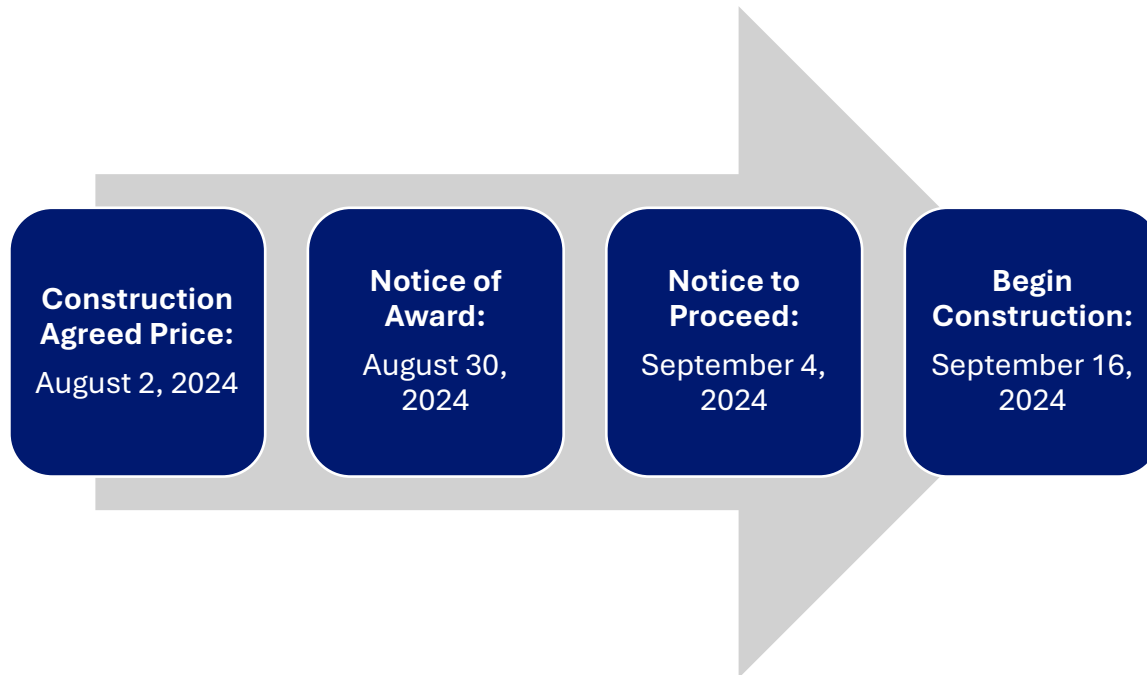 Construction
Agreed Price:
August 2, 2024
Notice of
Award:
August 30,
2024
Notice to
Proceed:
September 4,
2024
Begin
Construction:
September 16,
2024